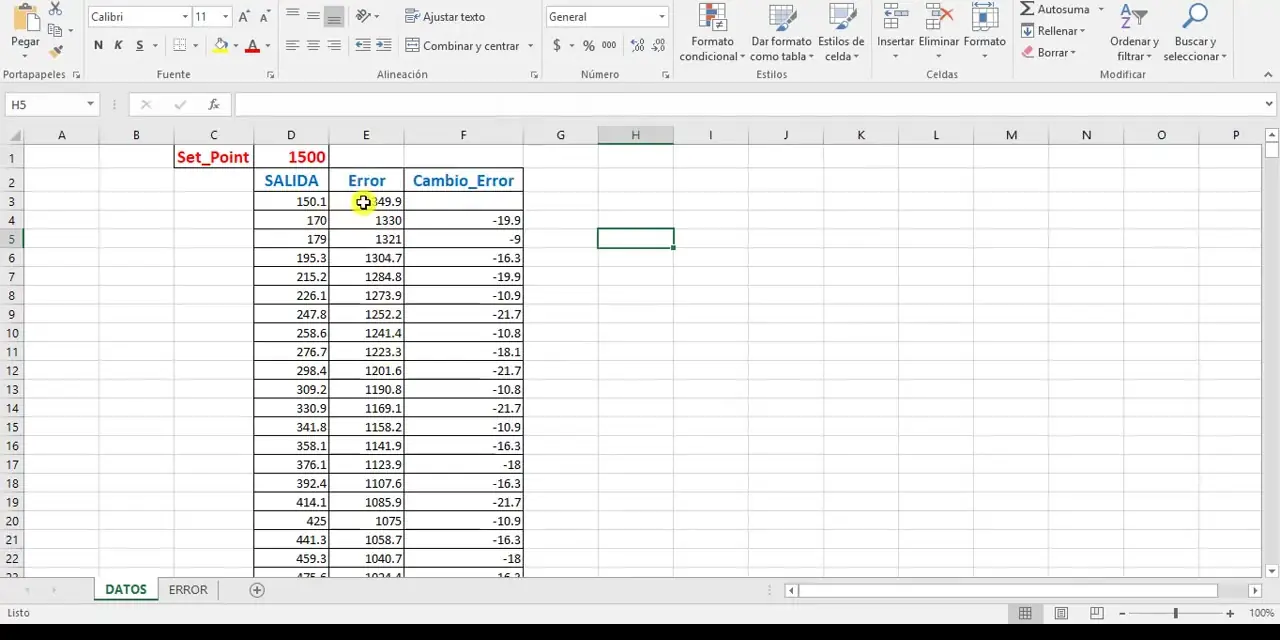 Calibri 11 Ajustar texto General Autosuma
Pegar N K S Combinar y centrar $ % 000 Formato condicional Dar formato como tabla Estilos de celda Insertar Eliminar Formato Rellenar Borrar Ordenar y filtrar Buscar y seleccionar
Portapapeles Fuente Alineación Número Estilos Celdas Modificar
H5 fx
A B C D E F G H I J K L M N O P
1 Set_Point 1500
2 SALIDA Error Cambio_Error
3 150.1 349.9
4 170 1330 -19.9
5 179 1321 -9
6 195.3 1304.7 -16.3
7 215.2 1284.8 -19.9
8 226.1 1273.9 -10.9
9 247.8 1252.2 -21.7
10 258.6 1241.4 -10.8
11 276.7 1223.3 -18.1
12 298.4 1201.6 -21.7
13 309.2 1190.8 -10.8
14 330.9 1169.1 -21.7
15 341.8 1158.2 -10.9
16 358.1 1141.9 -16.3
17 376.1 1123.9 -18
18 392.4 1107.6 -16.3
19 414.1 1085.9 -21.7
20 425 1075 -10.9
21 441.3 1058.7 -16.3
22 459.3 1040.7 -18
DATOS ERROR
Listo 100%